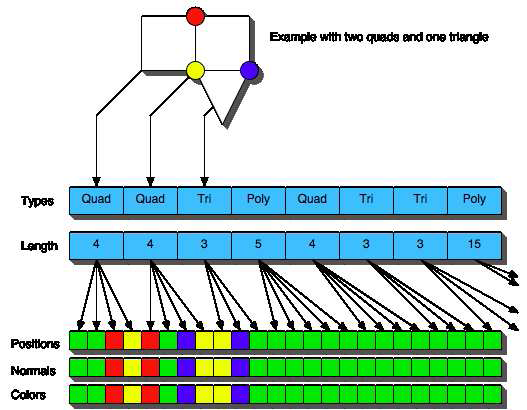 Example with two quads and one triangle
Types Quad Quad Tri Poly Quad Tri Tri Poly
Length 4 4 3 5 4 3 3 15
Positions
Normals
Colors